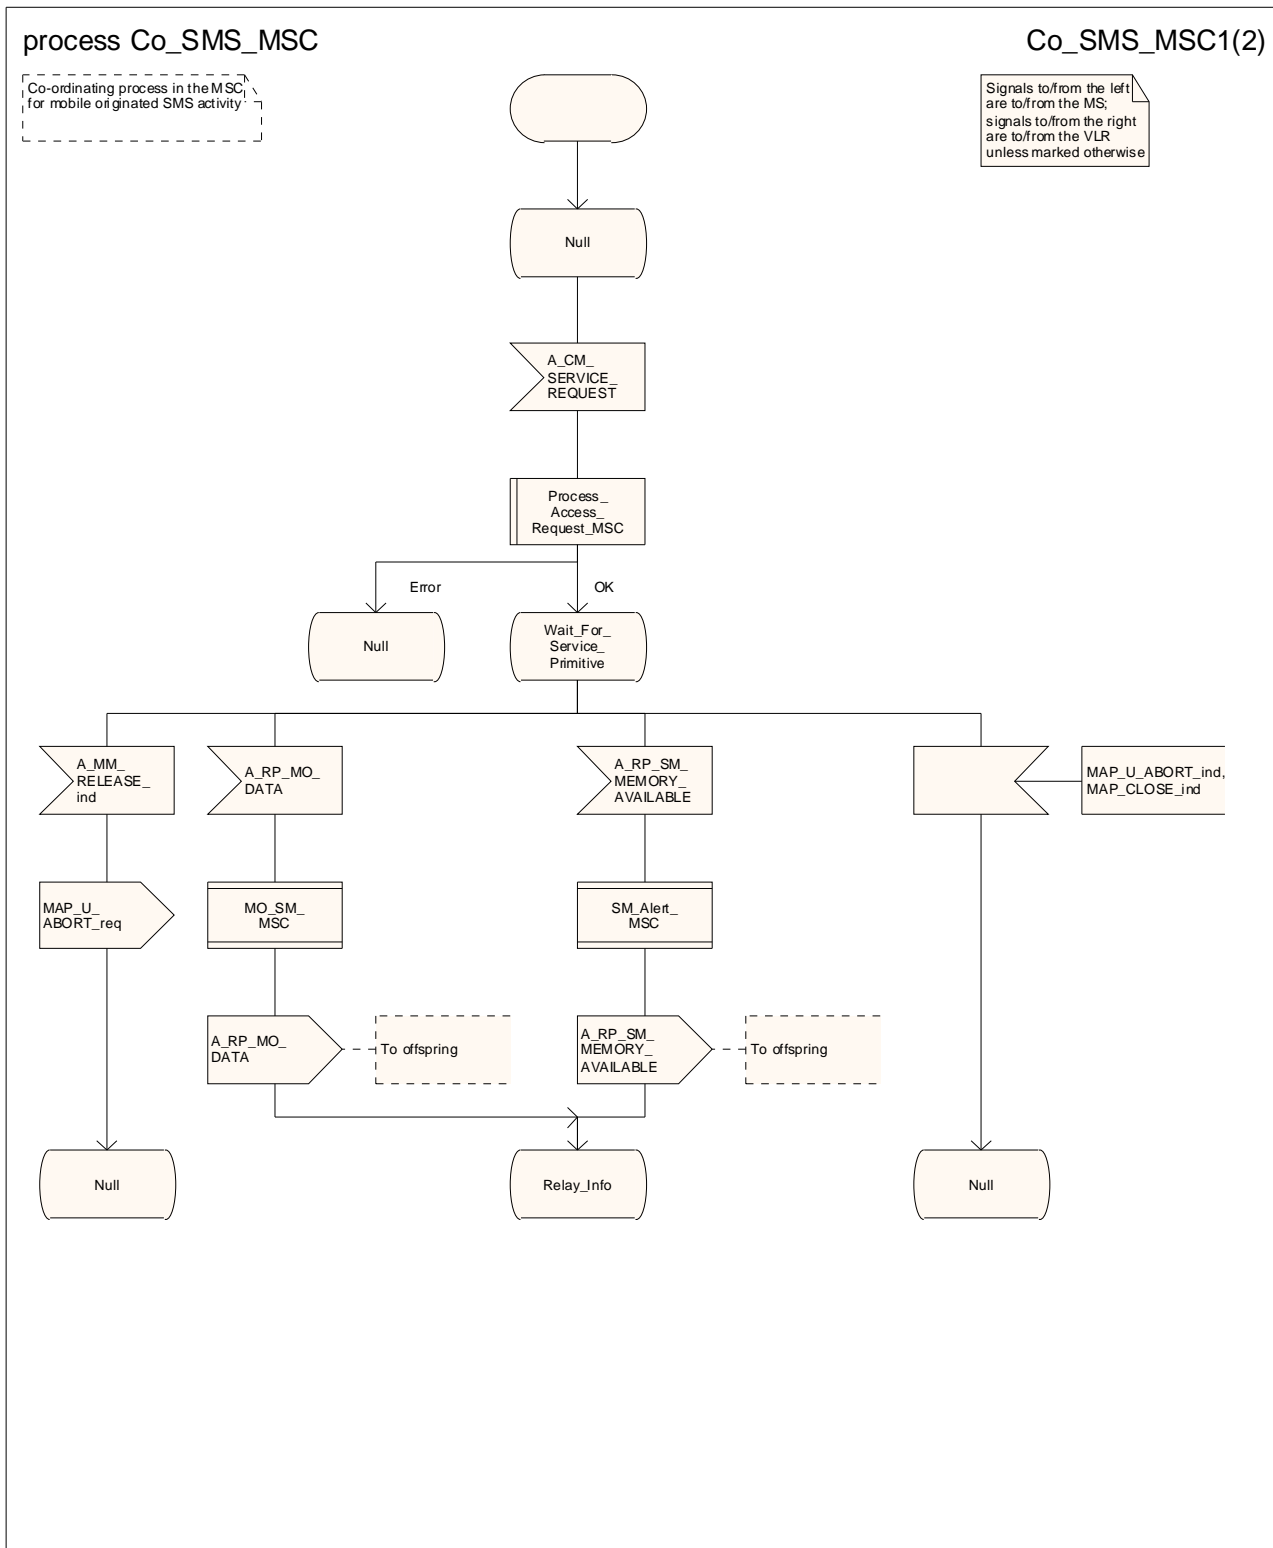 process Co_SMS_MSC
Co_SMS_MSC1(2)
Co-ordinating process in the MSC
for mobile originated SMS activity
Signals to/from the left
are to/from the MS;
signals to/from the right
are to/from the VLR
unless marked otherwise
Null
A_CM_
SERVICE_
REQUEST
Process_
Access_
Request_MSC
Error
OK
Null
Wait_For_
Service_
Primitive
A_MM_
RELEASE_
ind
A_RP_MO_
DATA
A_RP_SM_
MEMORY_
AVAILABLE
MAP_U_ABORT_ind,
MAP_CLOSE_ind
MAP_U_
ABORT_req
MO_SM_
MSC
SM_Alert_
MSC
A_RP_MO_
DATA
To offspring
A_RP_SM_
MEMORY_
AVAILABLE
To offspring
Null
Relay_Info
Null